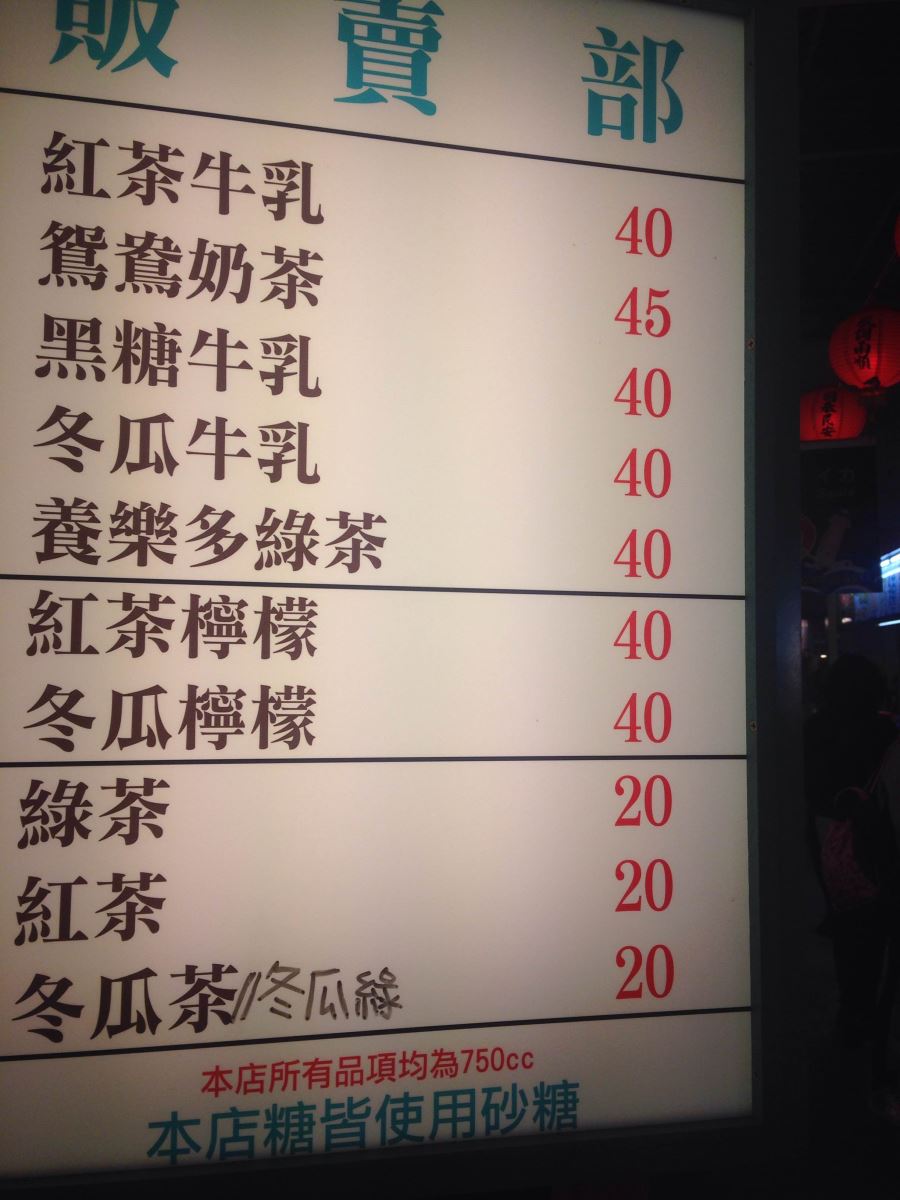 販賣部
紅茶牛乳 40
鴛鴦奶茶 45
黑糖牛乳 40
冬瓜牛乳 40
養樂多綠茶 40
紅茶檸檬 40
冬瓜檸檬 40
綠茶 20
紅茶 20
冬瓜茶//冬瓜綠 20
本店所有品項均為750cc
本店糖皆使用砂糖
イカ